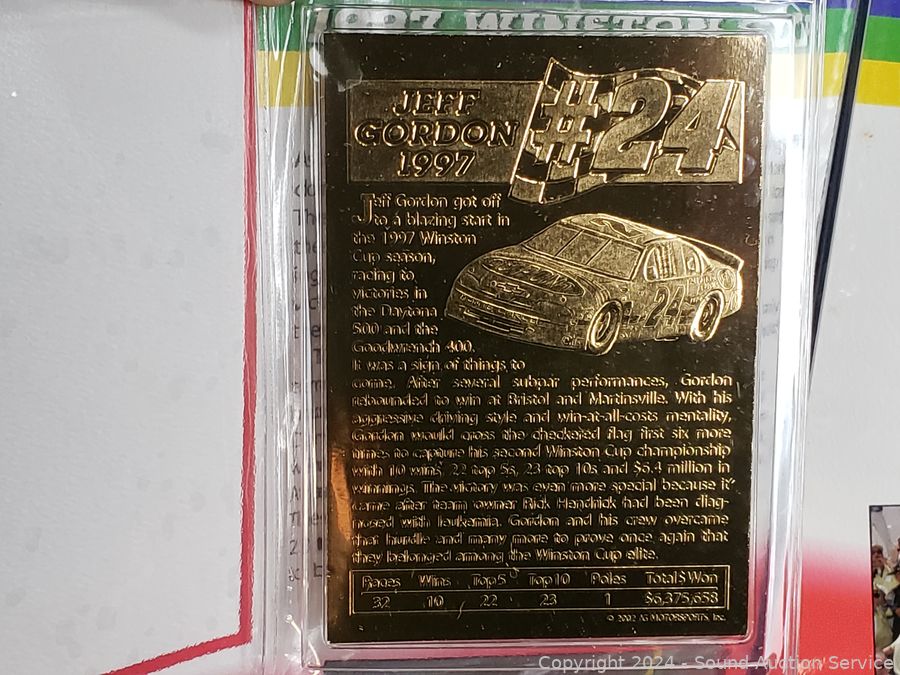 1997 WINSTON
JEFF
GORDON
1997
#24
Jeff Gordon got off
to a blazing start in
the 1997 Winston
Cup season,
racing to
victories in
the Daytona
500 and the
Goodwrench 400.
It was a sign of things to
come. After several subpar performances, Gordon
rebounded to win at Bristol and Martinsville. With his
aggressive driving style and win-at-all-costs mentality,
Gordon would cross the checkered flag first six more
times to capture his second Winston Cup championship
with 10 wins, 22 top 5s, 23 top 10s and $6.4 million in
winnings. The victory was even more special because it
came after team owner Rick Hendrick had been diag-
nosed with leukemia. Gordon and his crew overcame
that hurdle and many more to prove once again that
they belonged among the Winston Cup elite.
Races Wins Top 5 Top 10 Poles Total $ Won
32 10 22 23 1 $6,375,658
© 2002 JG MOTORSPORTS, Inc.
24
Copyright 2024 - Sound Auction Service